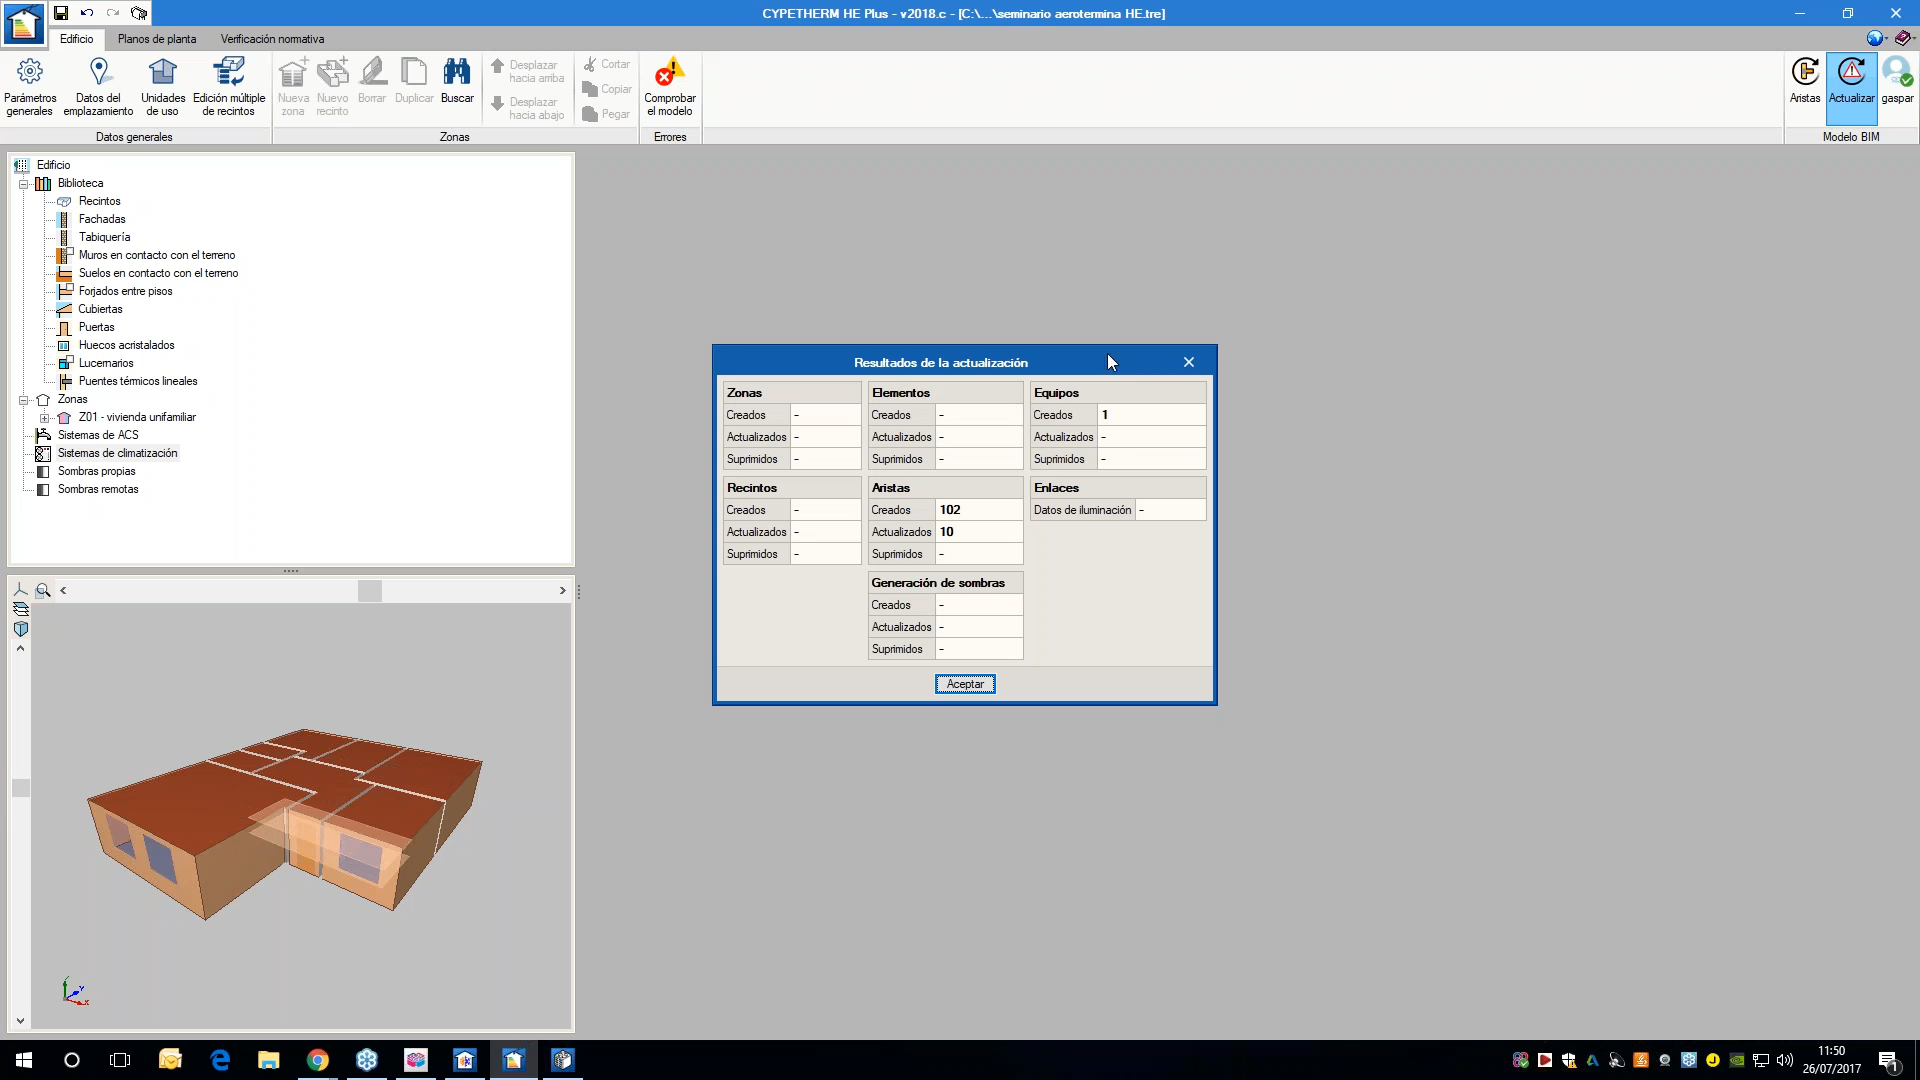 CYPETHERM HE Plus - v2018.c - [C:\...\seminario aerotermina HE.tre]
Edificio
Planos de planta
Verificación normativa
Parámetros generales
Datos del emplazamiento
Unidades de uso
Edición múltiple de recintos
Datos generales
Nueva zona
Nuevo recinto
Borrar
Duplicar
Buscar
Desplazar hacia arriba
Desplazar hacia abajo
Cortar
Copiar
Pegar
Zonas
Comprobar el modelo
Errores
Aristas
Actualizar
gaspar
Modelo BIM
Edificio
Biblioteca
Recintos
Fachadas
Tabiquería
Muros en contacto con el terreno
Suelos en contacto con el terreno
Forjados entre pisos
Cubiertas
Puertas
Huecos acristalados
Lucernarios
Puentes térmicos lineales
Zonas
Z01 - vivienda unifamiliar
Sistemas de ACS
Sistemas de climatización
Sombras propias
Sombras remotas
Resultados de la actualización
Zonas
Creados -
Actualizados -
Suprimidos -
Elementos
Creados -
Actualizados -
Suprimidos -
Equipos
Creados 1
Actualizados -
Suprimidos -
Recintos
Creados -
Actualizados -
Suprimidos -
Aristas
Creados 102
Actualizados 10
Suprimidos -
Enlaces
Datos de iluminación -
Generación de sombras
Creados -
Actualizados -
Suprimidos -
Aceptar
11:50
26/07/2017